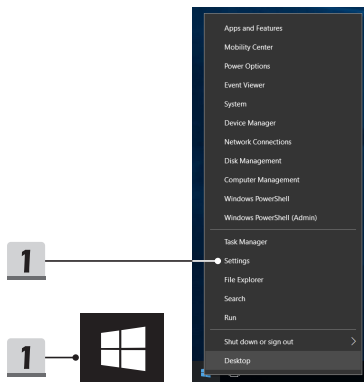 Apps and Features
Mobility Center
Power Options
Event Viewer
System
Device Manager
Network Connections
Disk Management
Computer Management
Windows PowerShell
Windows PowerShell (Admin)
Task Manager
1 Settings
File Explorer
Search
Run
Shut down or sign out
1
Desktop